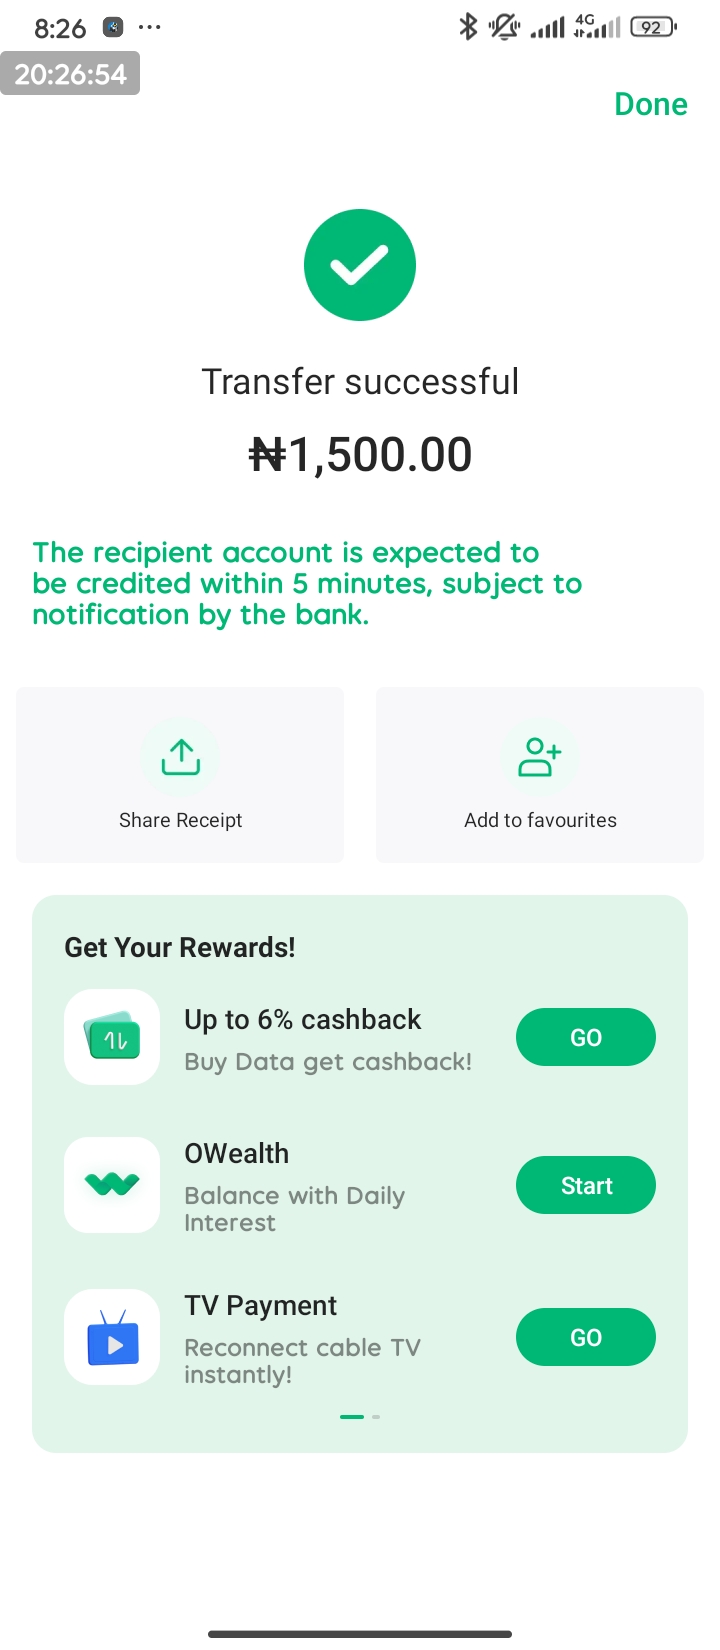 8:26
4G
92
20:26:54
Done
Transfer successful
₦1,500.00
The recipient account is expected to
be credited within 5 minutes, subject to
notification by the bank.
Share Receipt
Add to favourites
Get Your Rewards!
Up to 6% cashback
Buy Data get cashback!
GO
OWealth
Balance with Daily
Interest
Start
TV Payment
Reconnect cable TV
instantly!
GO